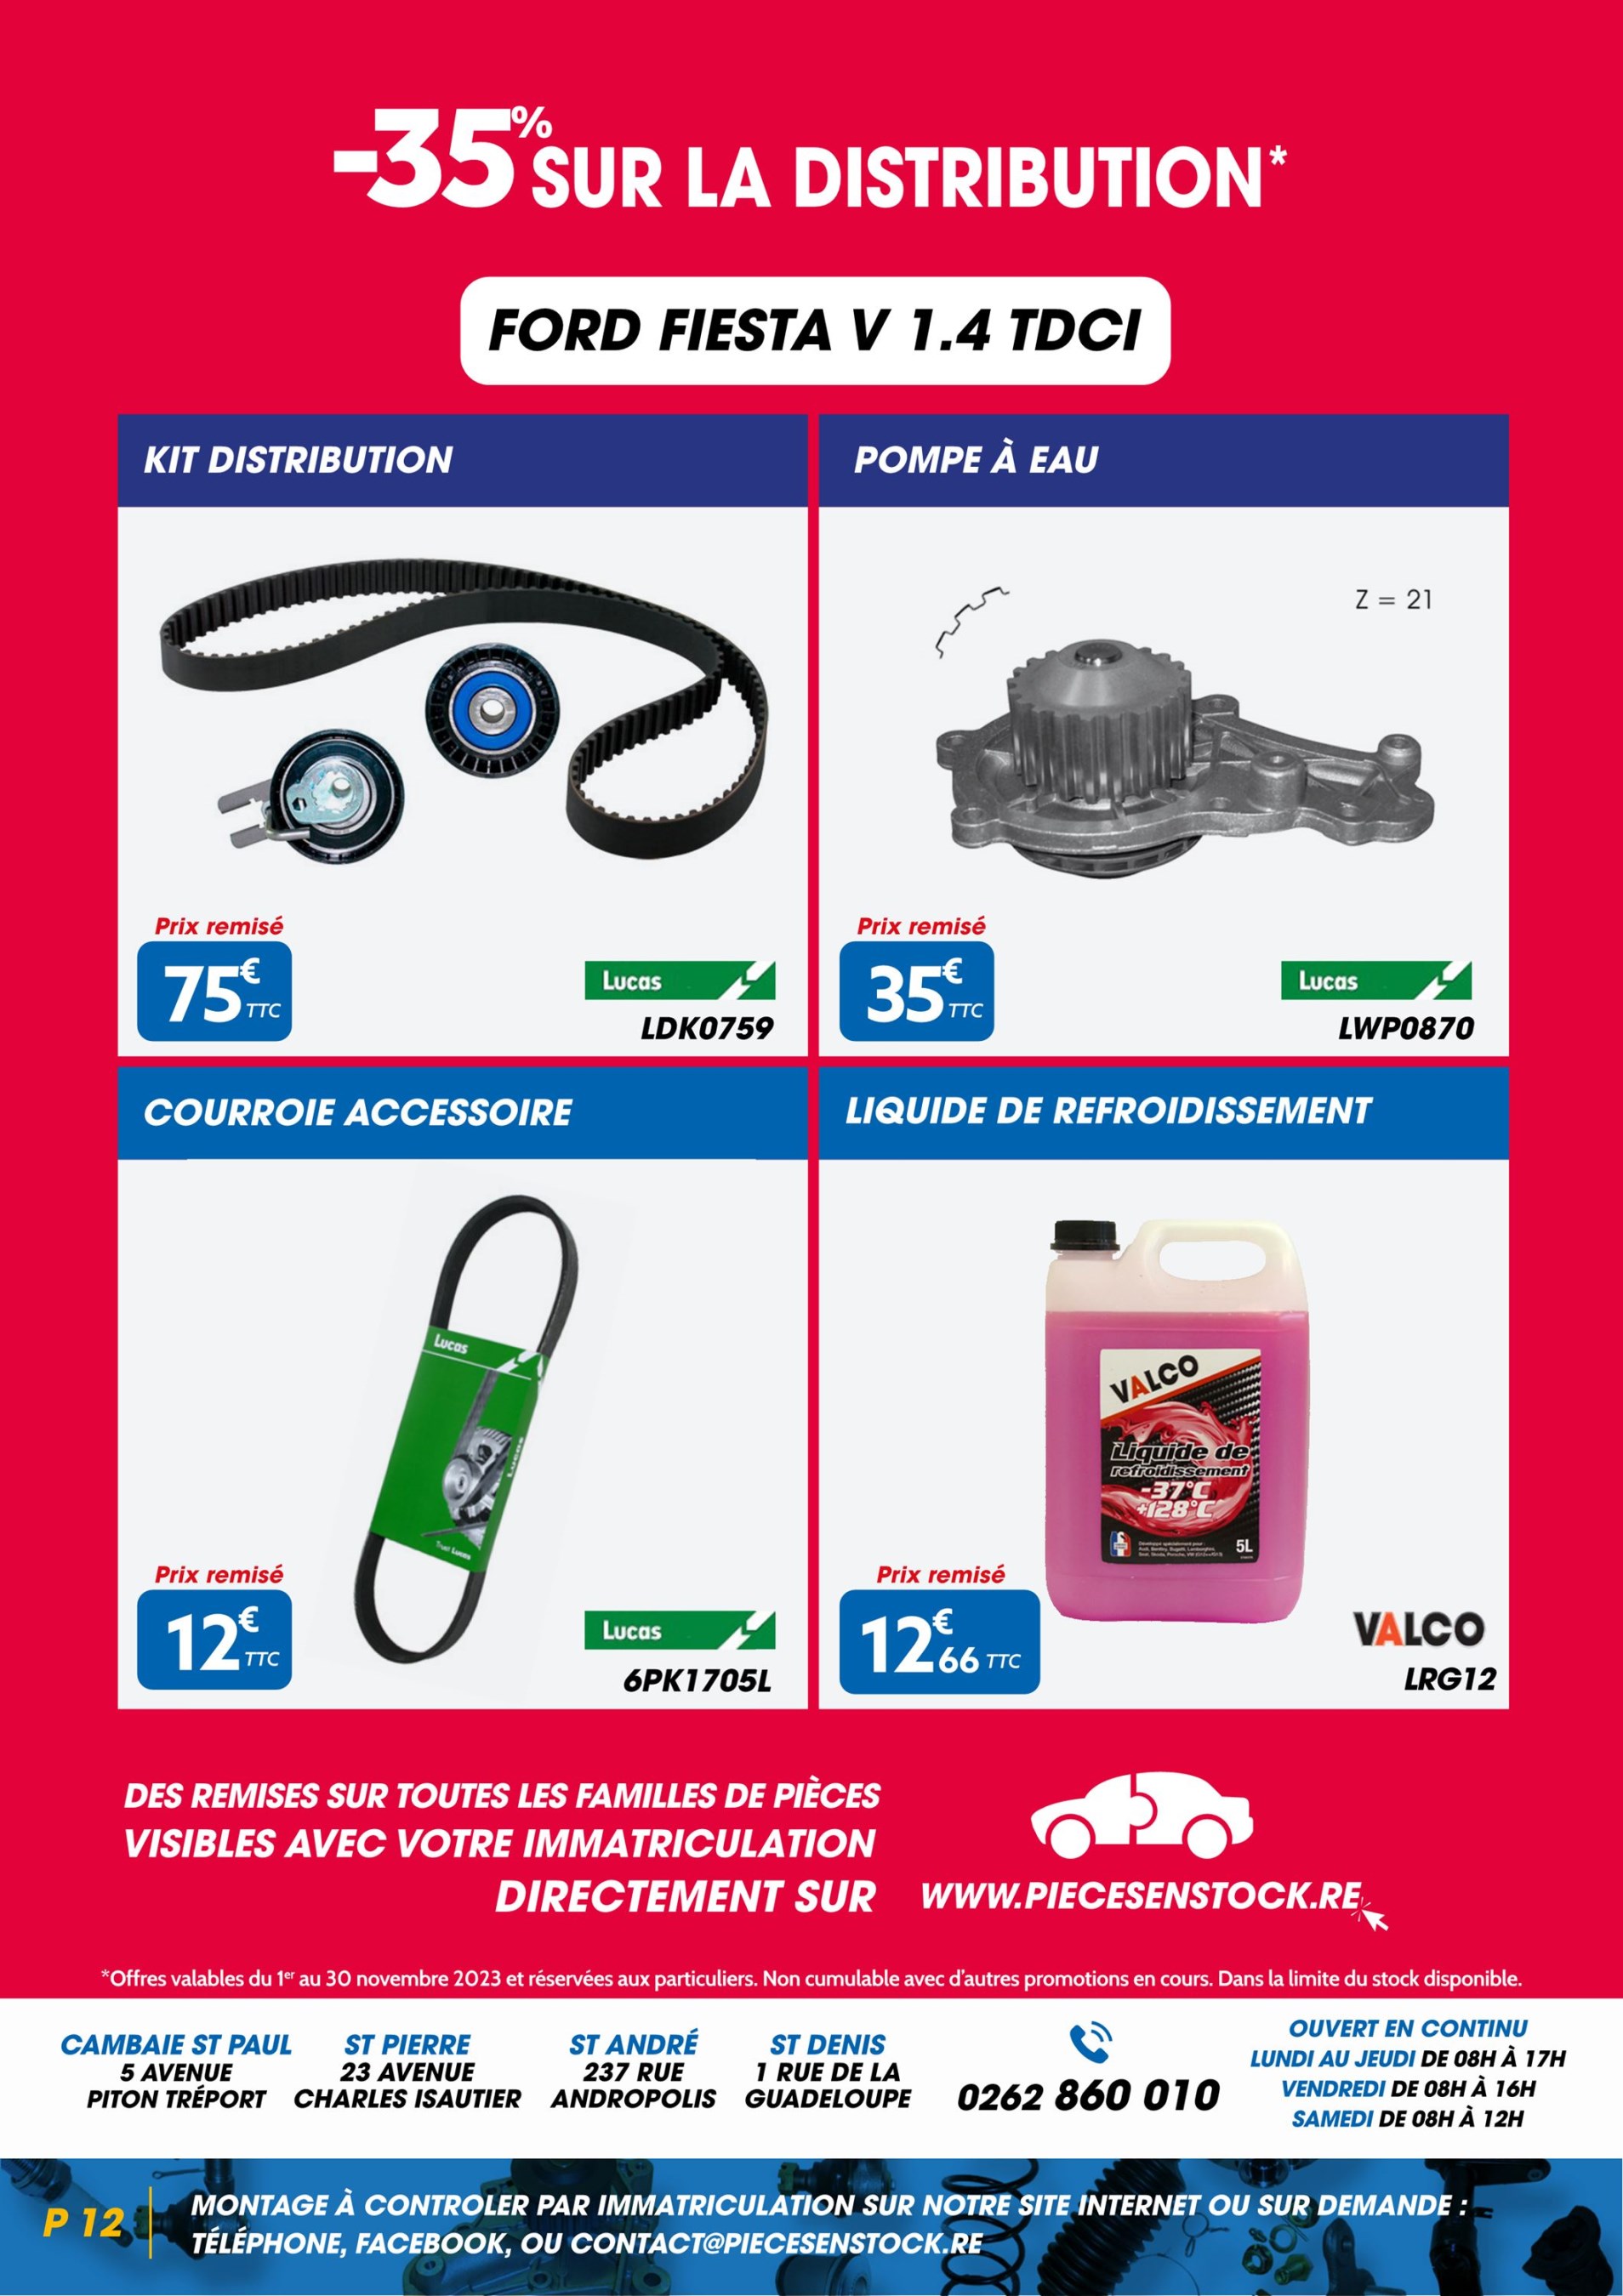 -35% SUR LA DISTRIBUTION*
FORD FIESTA V 1.4 TDCI
KIT DISTRIBUTION
Prix remisé
75€ TTC
Lucas
LDK0759
POMPE À EAU
Z = 21
Prix remisé
35€ TTC
Lucas
LWP0870
COURROIE ACCESSOIRE
Lucas
Lucas
Trust Lucas
Prix remisé
12€ TTC
Lucas
6PK1705L
LIQUIDE DE REFROIDISSEMENT
VALCO
Liquide de
refroidissement
-37°C
+128°C
5L
Prix remisé
12€66 TTC
VALCO
LRG12
DES REMISES SUR TOUTES LES FAMILLES DE PIÈCES
VISIBLES AVEC VOTRE IMMATRICULATION
DIRECTEMENT SUR WWW.PIECESENSTOCK.RE
*Offres valables du 1er au 30 novembre 2023 et réservées aux particuliers. Non cumulable avec d'autres promotions en cours. Dans la limite du stock disponible.
CAMBAIE ST PAUL
5 AVENUE
PITON TRÉPORT
ST PIERRE
23 AVENUE
CHARLES ISAUTIER
ST ANDRÉ
237 RUE
ANDROPOLIS
ST DENIS
1 RUE DE LA
GUADELOUPE
0262 860 010
OUVERT EN CONTINU
LUNDI AU JEUDI DE 08H À 17H
VENDREDI DE 08H À 16H
SAMEDI DE 08H À 12H
P 12
MONTAGE À CONTROLER PAR IMMATRICULATION SUR NOTRE SITE INTERNET OU SUR DEMANDE :
TÉLÉPHONE, FACEBOOK, OU CONTACT@PIECESENSTOCK.RE